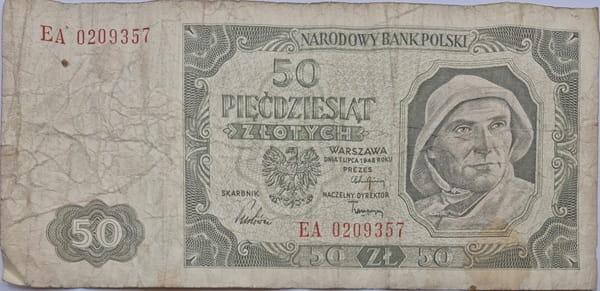 EA 0209357
NARODOWY BANK POLSKI
50
PIĘĆDZIESIĄT
ZŁOTYCH
WARSZAWA
DNIA 1 LIPCA 1948 ROKU
PREZES
SKARBNIK
NACZELNY DYREKTOR
EA 0209357
50
50 ZŁ 50